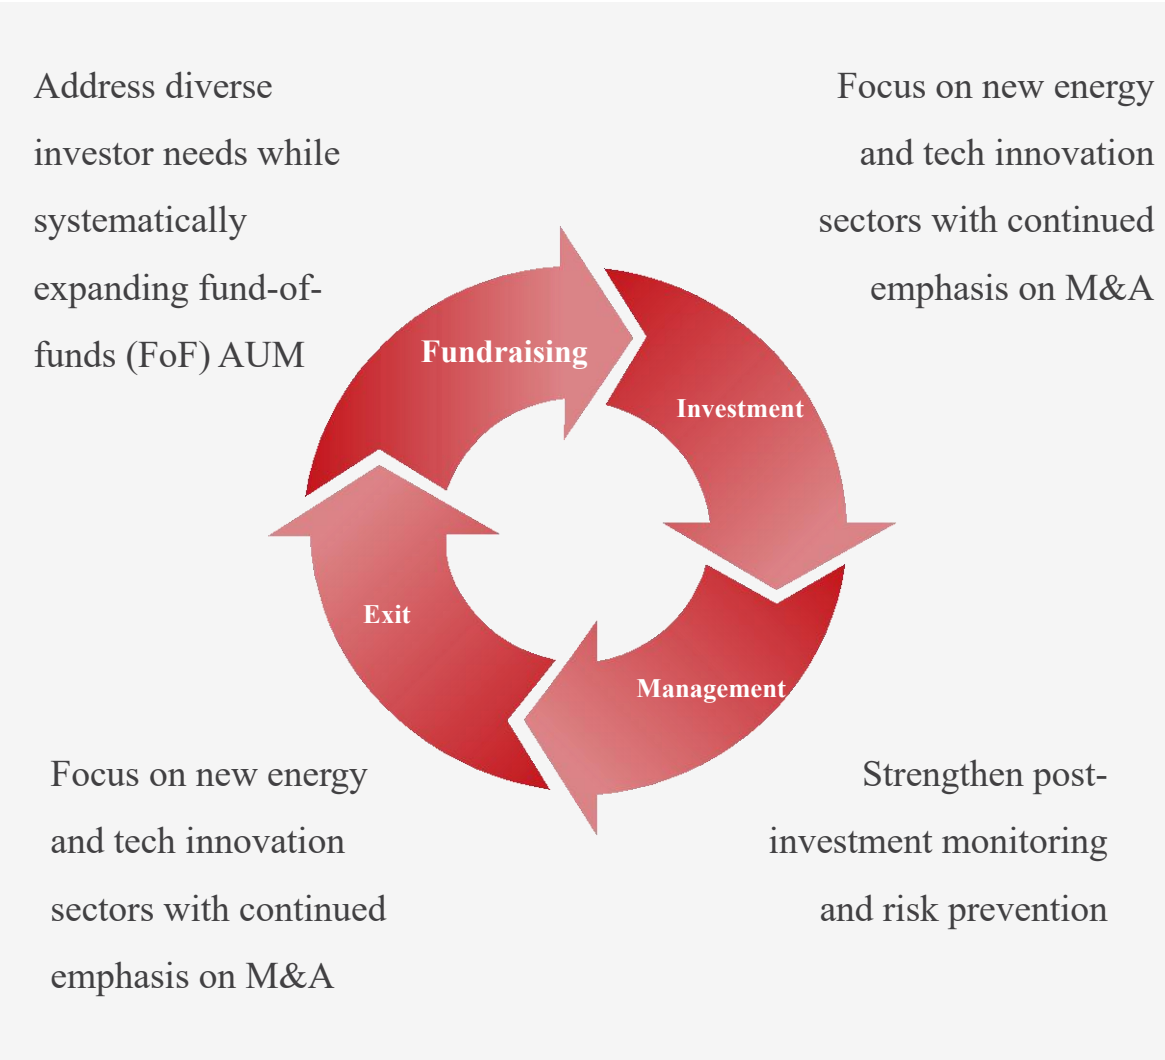 Address diverse
investor needs while
systematically
expanding fund-of-
funds (FoF) AUM
Focus on new energy
and tech innovation
sectors with continued
emphasis on M&A
Fundraising
Investment
Exit
Management
Focus on new energy
and tech innovation
sectors with continued
emphasis on M&A
Strengthen post-
investment monitoring
and risk prevention